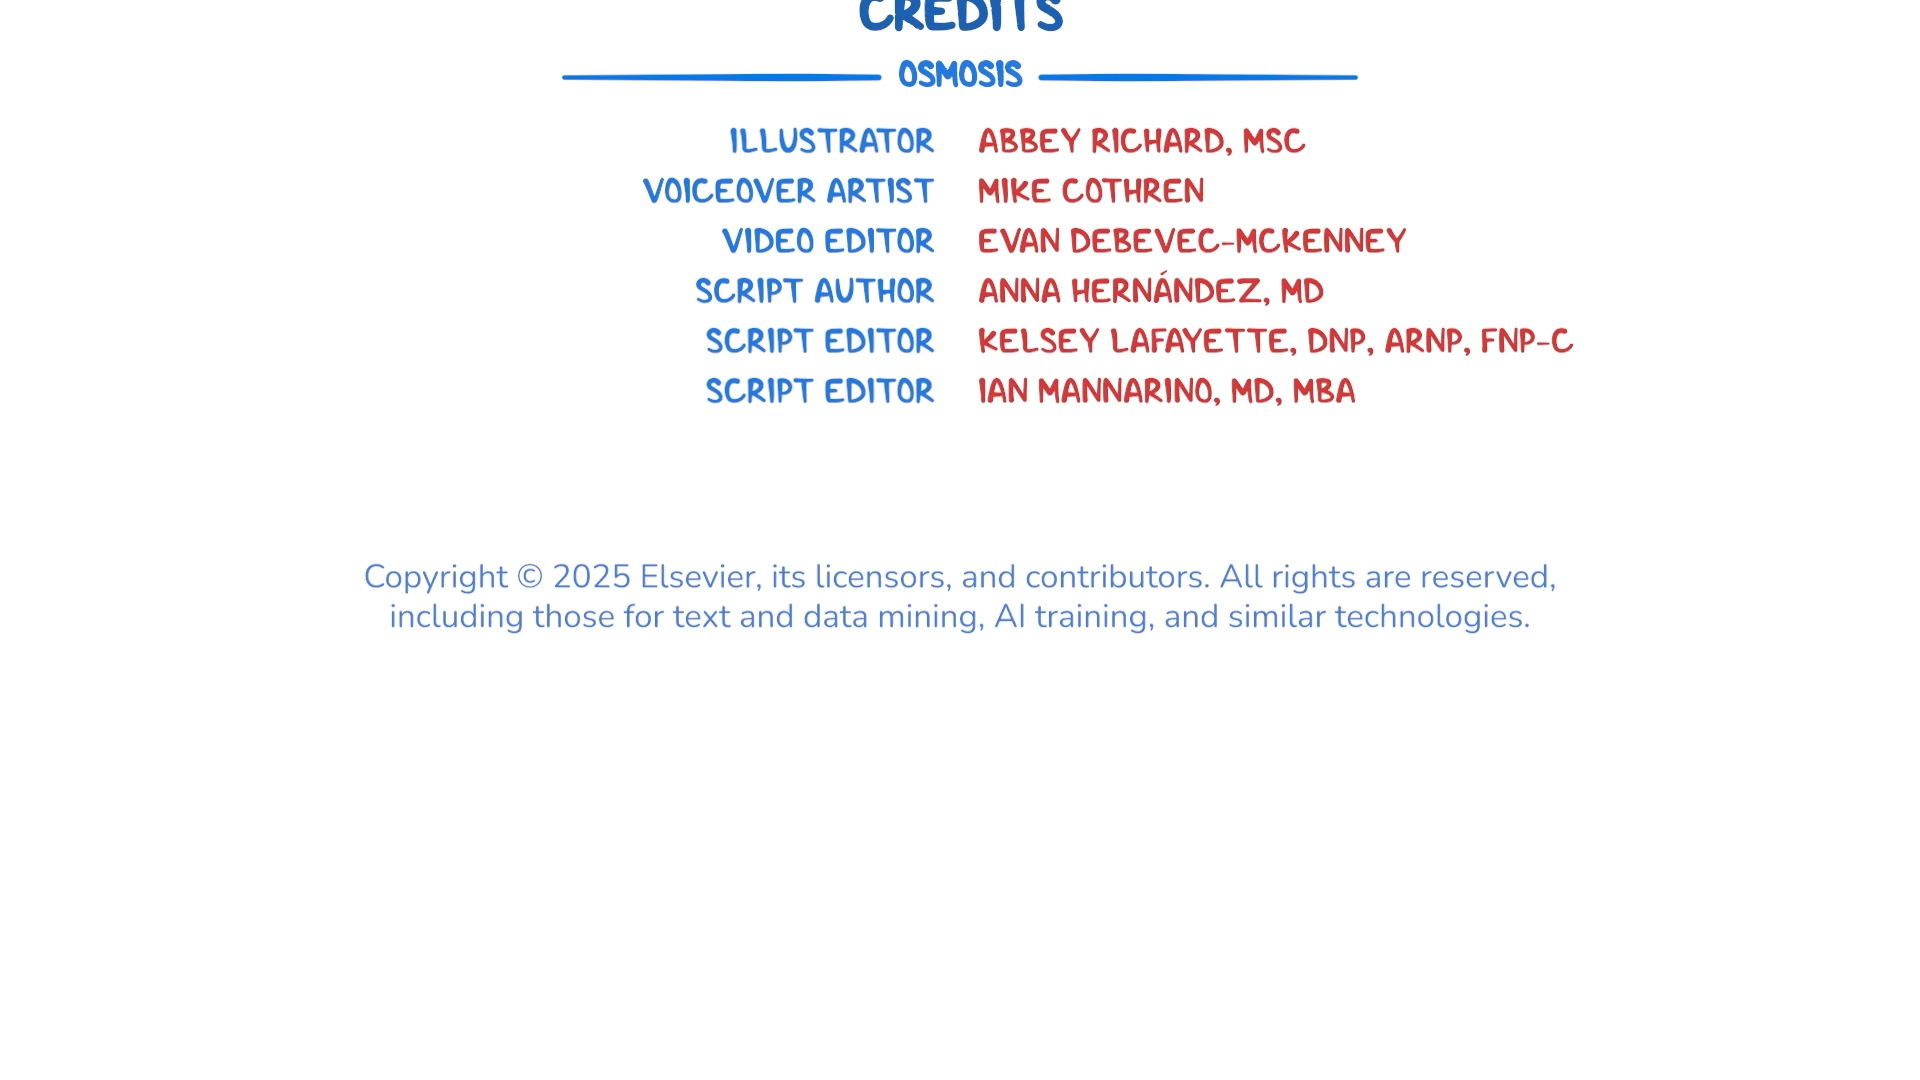 CREDITS
OSMOSIS
ILLUSTRATOR ABBEY RICHARD, MSC
VOICEOVER ARTIST MIKE COTHREN
VIDEO EDITOR EVAN DEBEVEC-MCKENNEY
SCRIPT AUTHOR ANNA HERNÁNDEZ, MD
SCRIPT EDITOR KELSEY LAFAYETTE, DNP, ARNP, FNP-C
SCRIPT EDITOR IAN MANNARINO, MD, MBA
Copyright © 2025 Elsevier, its licensors, and contributors. All rights are reserved,
including those for text and data mining, AI training, and similar technologies.